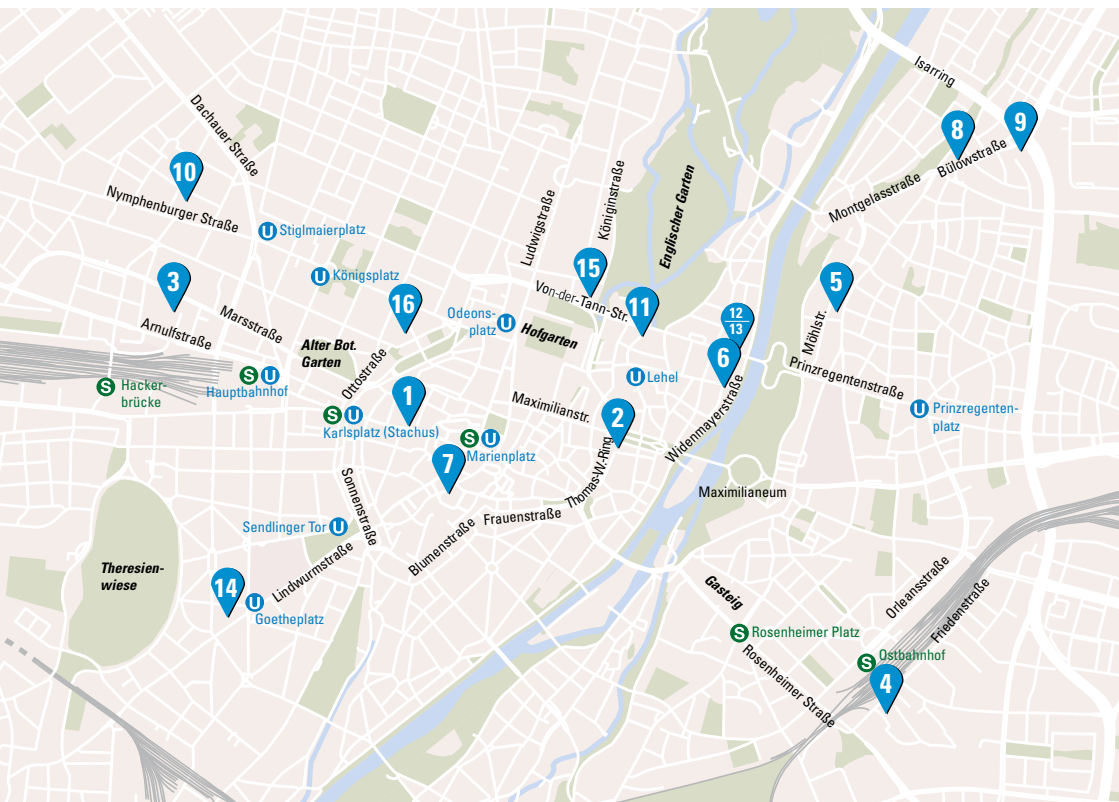 Isarring
Dachauer Straße
8
9
Bülowstraße
10
Nymphenburger Straße
Montgelasstraße
Ludwigstraße
Königinstraße
Englischer Garten
U Stiglmaierplatz
U Königsplatz
3
15
5
Von-der-Tann-Str.
16
11
12
13
Marsstraße
Arnulfstraße
Odeons-
platz U
Hofgarten
Möhlstr.
Alter Bot.
Garten
Ottostraße
6
Prinzregentenstraße
S Hacker-
brücke
S U
Hauptbahnhof
U Lehel
1
Maximilianstr.
2
Widenmayerstraße
U Prinzregenten-
platz
S U
Karlsplatz (Stachus)
S U
Marienplatz
7
Thomas-W.-Ring
Maximilianeum
Sonnenstraße
Frauenstraße
Sendlinger Tor U
Blumenstraße
Lindwurmstraße
Theresien-
wiese
14
U
Goetheplatz
Gasteig
Orleansstraße
Friedenstraße
S Rosenheimer Platz
Rosenheimer Straße
S Ostbahnhof
4